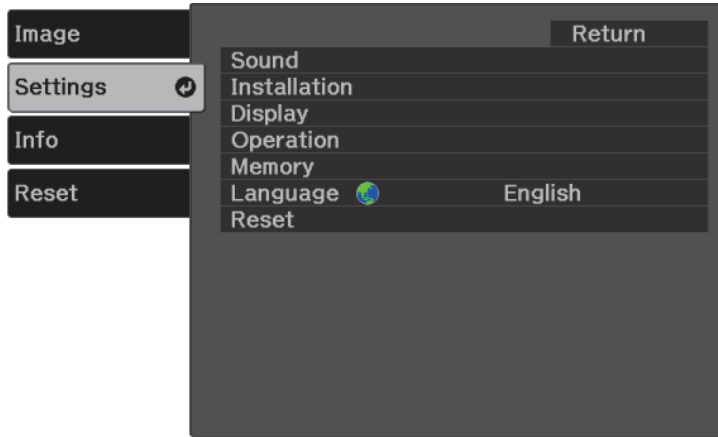 Image
Settings
Info
Reset
Return
Sound
Installation
Display
Operation
Memory
Language English
Reset